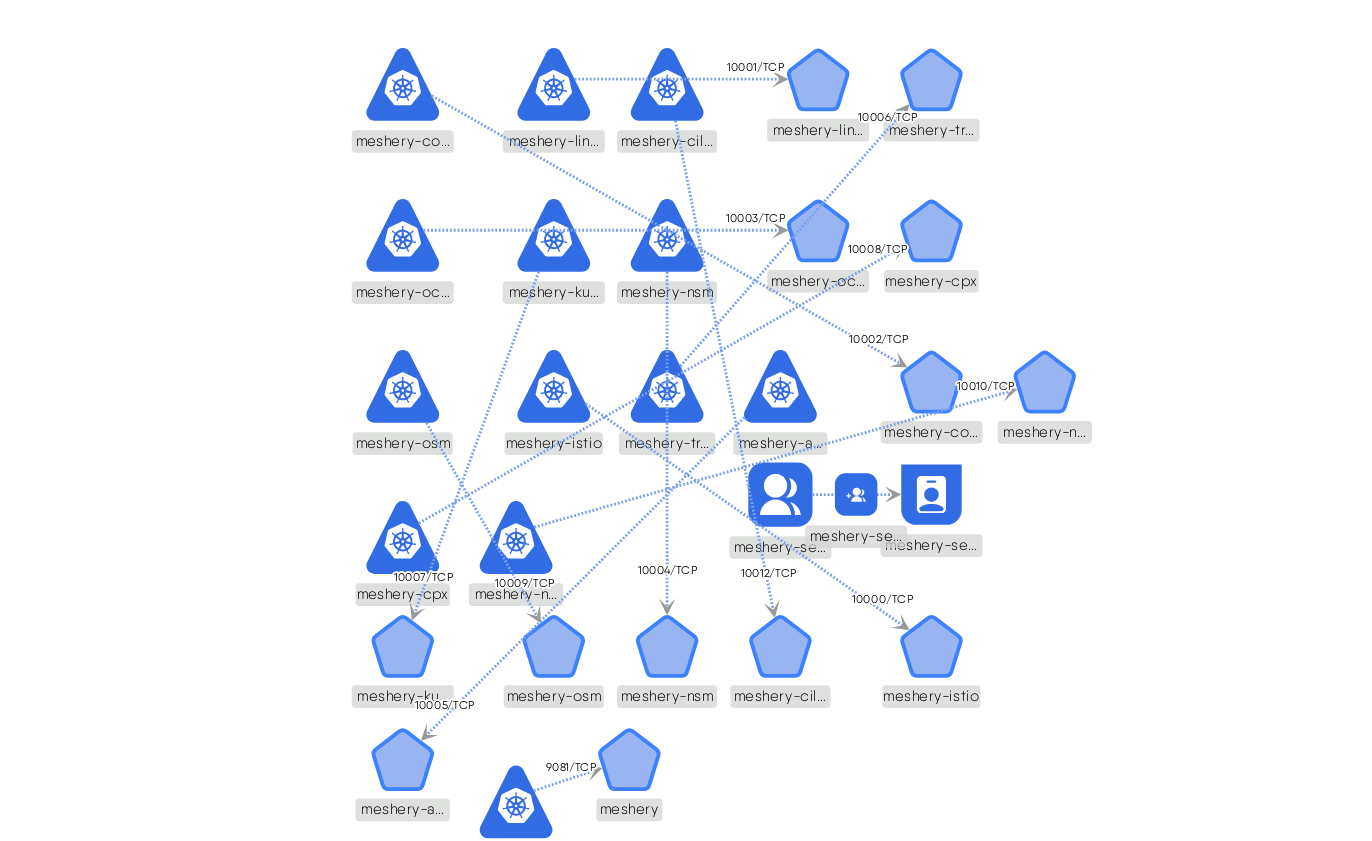 10001/TCP
10006/TCP
meshery-co...
meshery-lin...
meshery-cil...
meshery-lin...
meshery-tr...
10003/TCP
10008/TCP
meshery-oc...
meshery-ku...
meshery-nsm
meshery-oc...
meshery-cpx
10002/TCP
10010/TCP
meshery-osm
meshery-istio
meshery-tr...
meshery-a...
meshery-co...
meshery-n...
meshery-se...
meshery-se...
meshery-se...
10007/TCP
10009/TCP
10004/TCP
10012/TCP
10000/TCP
meshery-cpx
meshery-n...
meshery-ku...
meshery-osm
meshery-nsm
meshery-cil...
meshery-istio
10005/TCP
9081/TCP
meshery-a...
meshery